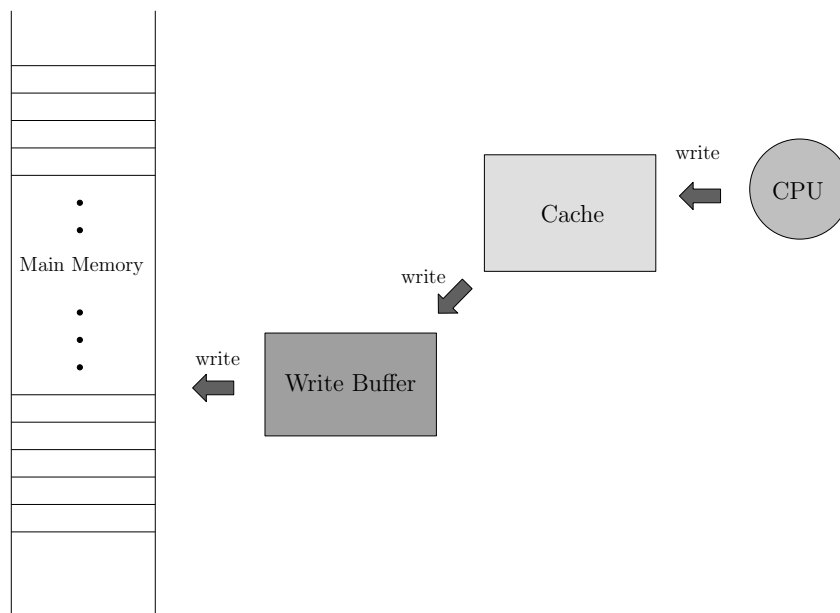 write
CPU
Cache
Main Memory
write
write
Write Buffer